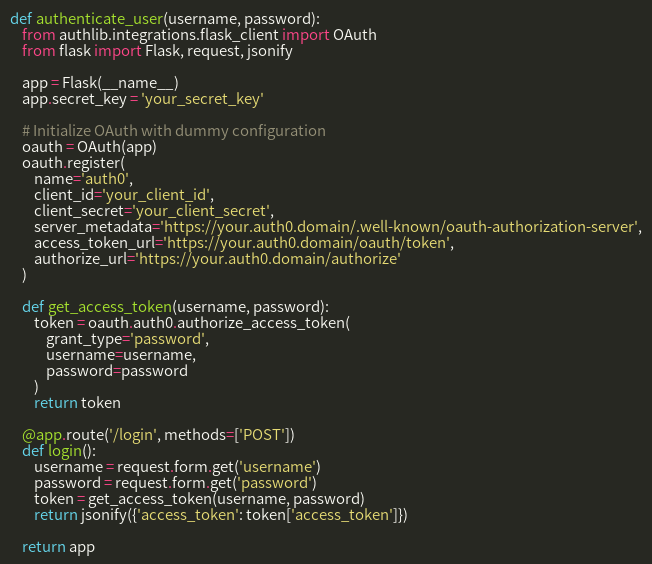 def authenticate_user(username, password):
    from authlib.integrations.flask_client import OAuth
    from flask import Flask, request, jsonify

    app = Flask(__name__)
    app.secret_key = 'your_secret_key'

    # Initialize OAuth with dummy configuration
    oauth = OAuth(app)
    oauth.register(
        name='auth0',
        client_id='your_client_id',
        client_secret='your_client_secret',
        server_metadata='https://your.auth0.domain/.well-known/oauth-authorization-server',
        access_token_url='https://your.auth0.domain/oauth/token',
        authorize_url='https://your.auth0.domain/authorize'
    )

    def get_access_token(username, password):
        token = oauth.auth0.authorize_access_token(
            grant_type='password',
            username=username,
            password=password
        )
        return token

    @app.route('/login', methods=['POST'])
    def login():
        username = request.form.get('username')
        password = request.form.get('password')
        token = get_access_token(username, password)
        return jsonify({'access_token': token['access_token']})

    return app